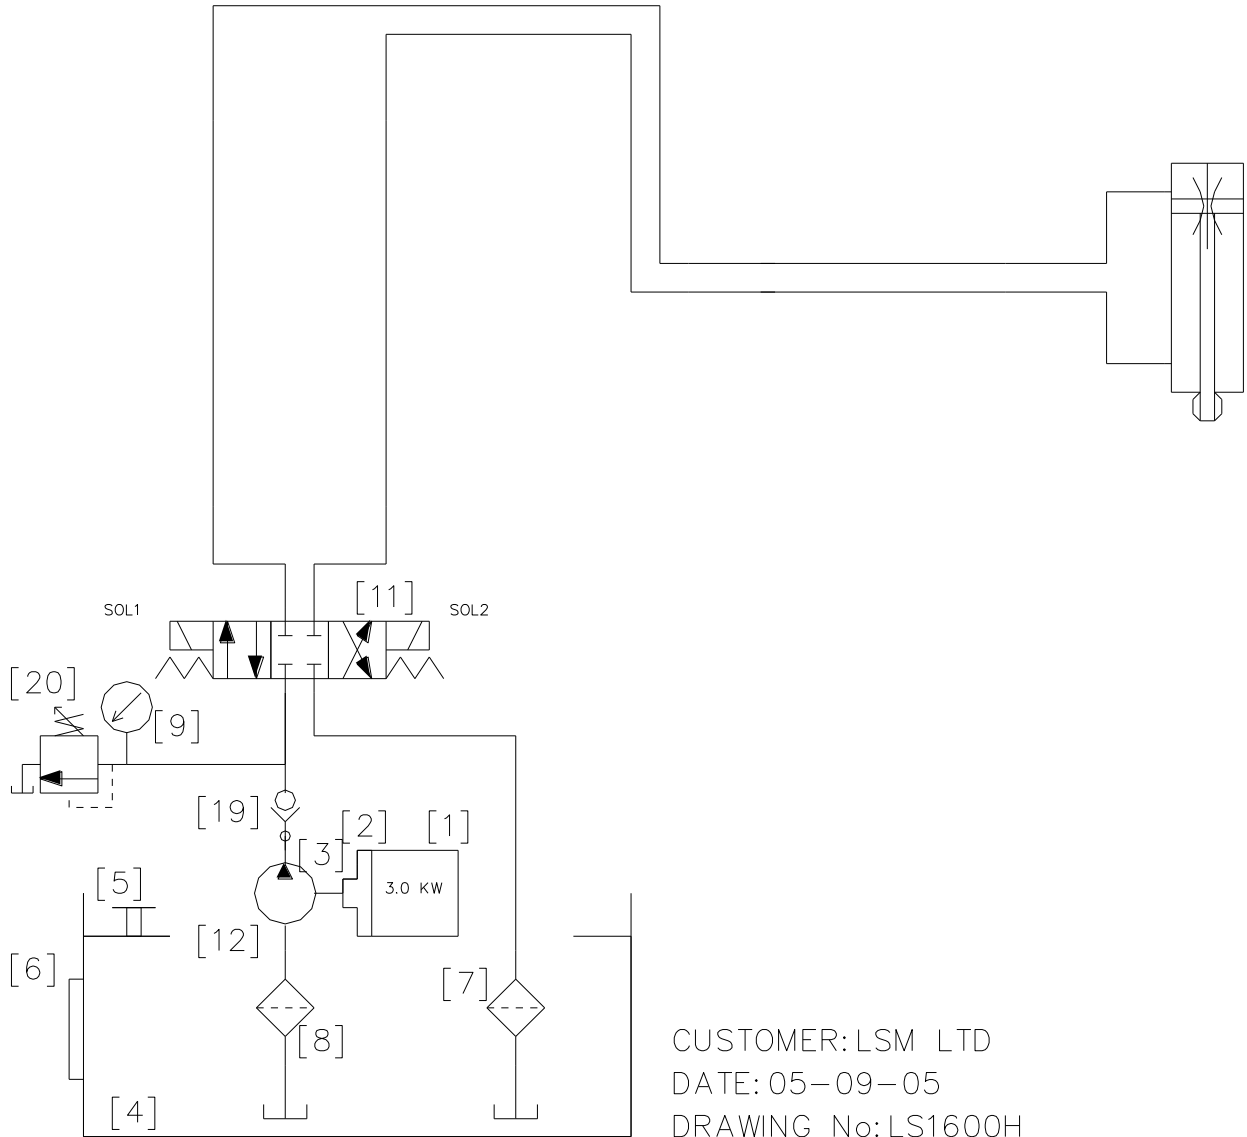 [11]
SOL1
SOL2
[20]
[9]
[19]
[2]
[1]
[3]
3.0 KW
[5]
[12]
[6]
[7]
[8]
CUSTOMER:LSM LTD
DATE:05-09-05
[4]
DRAWING No:LS1600H